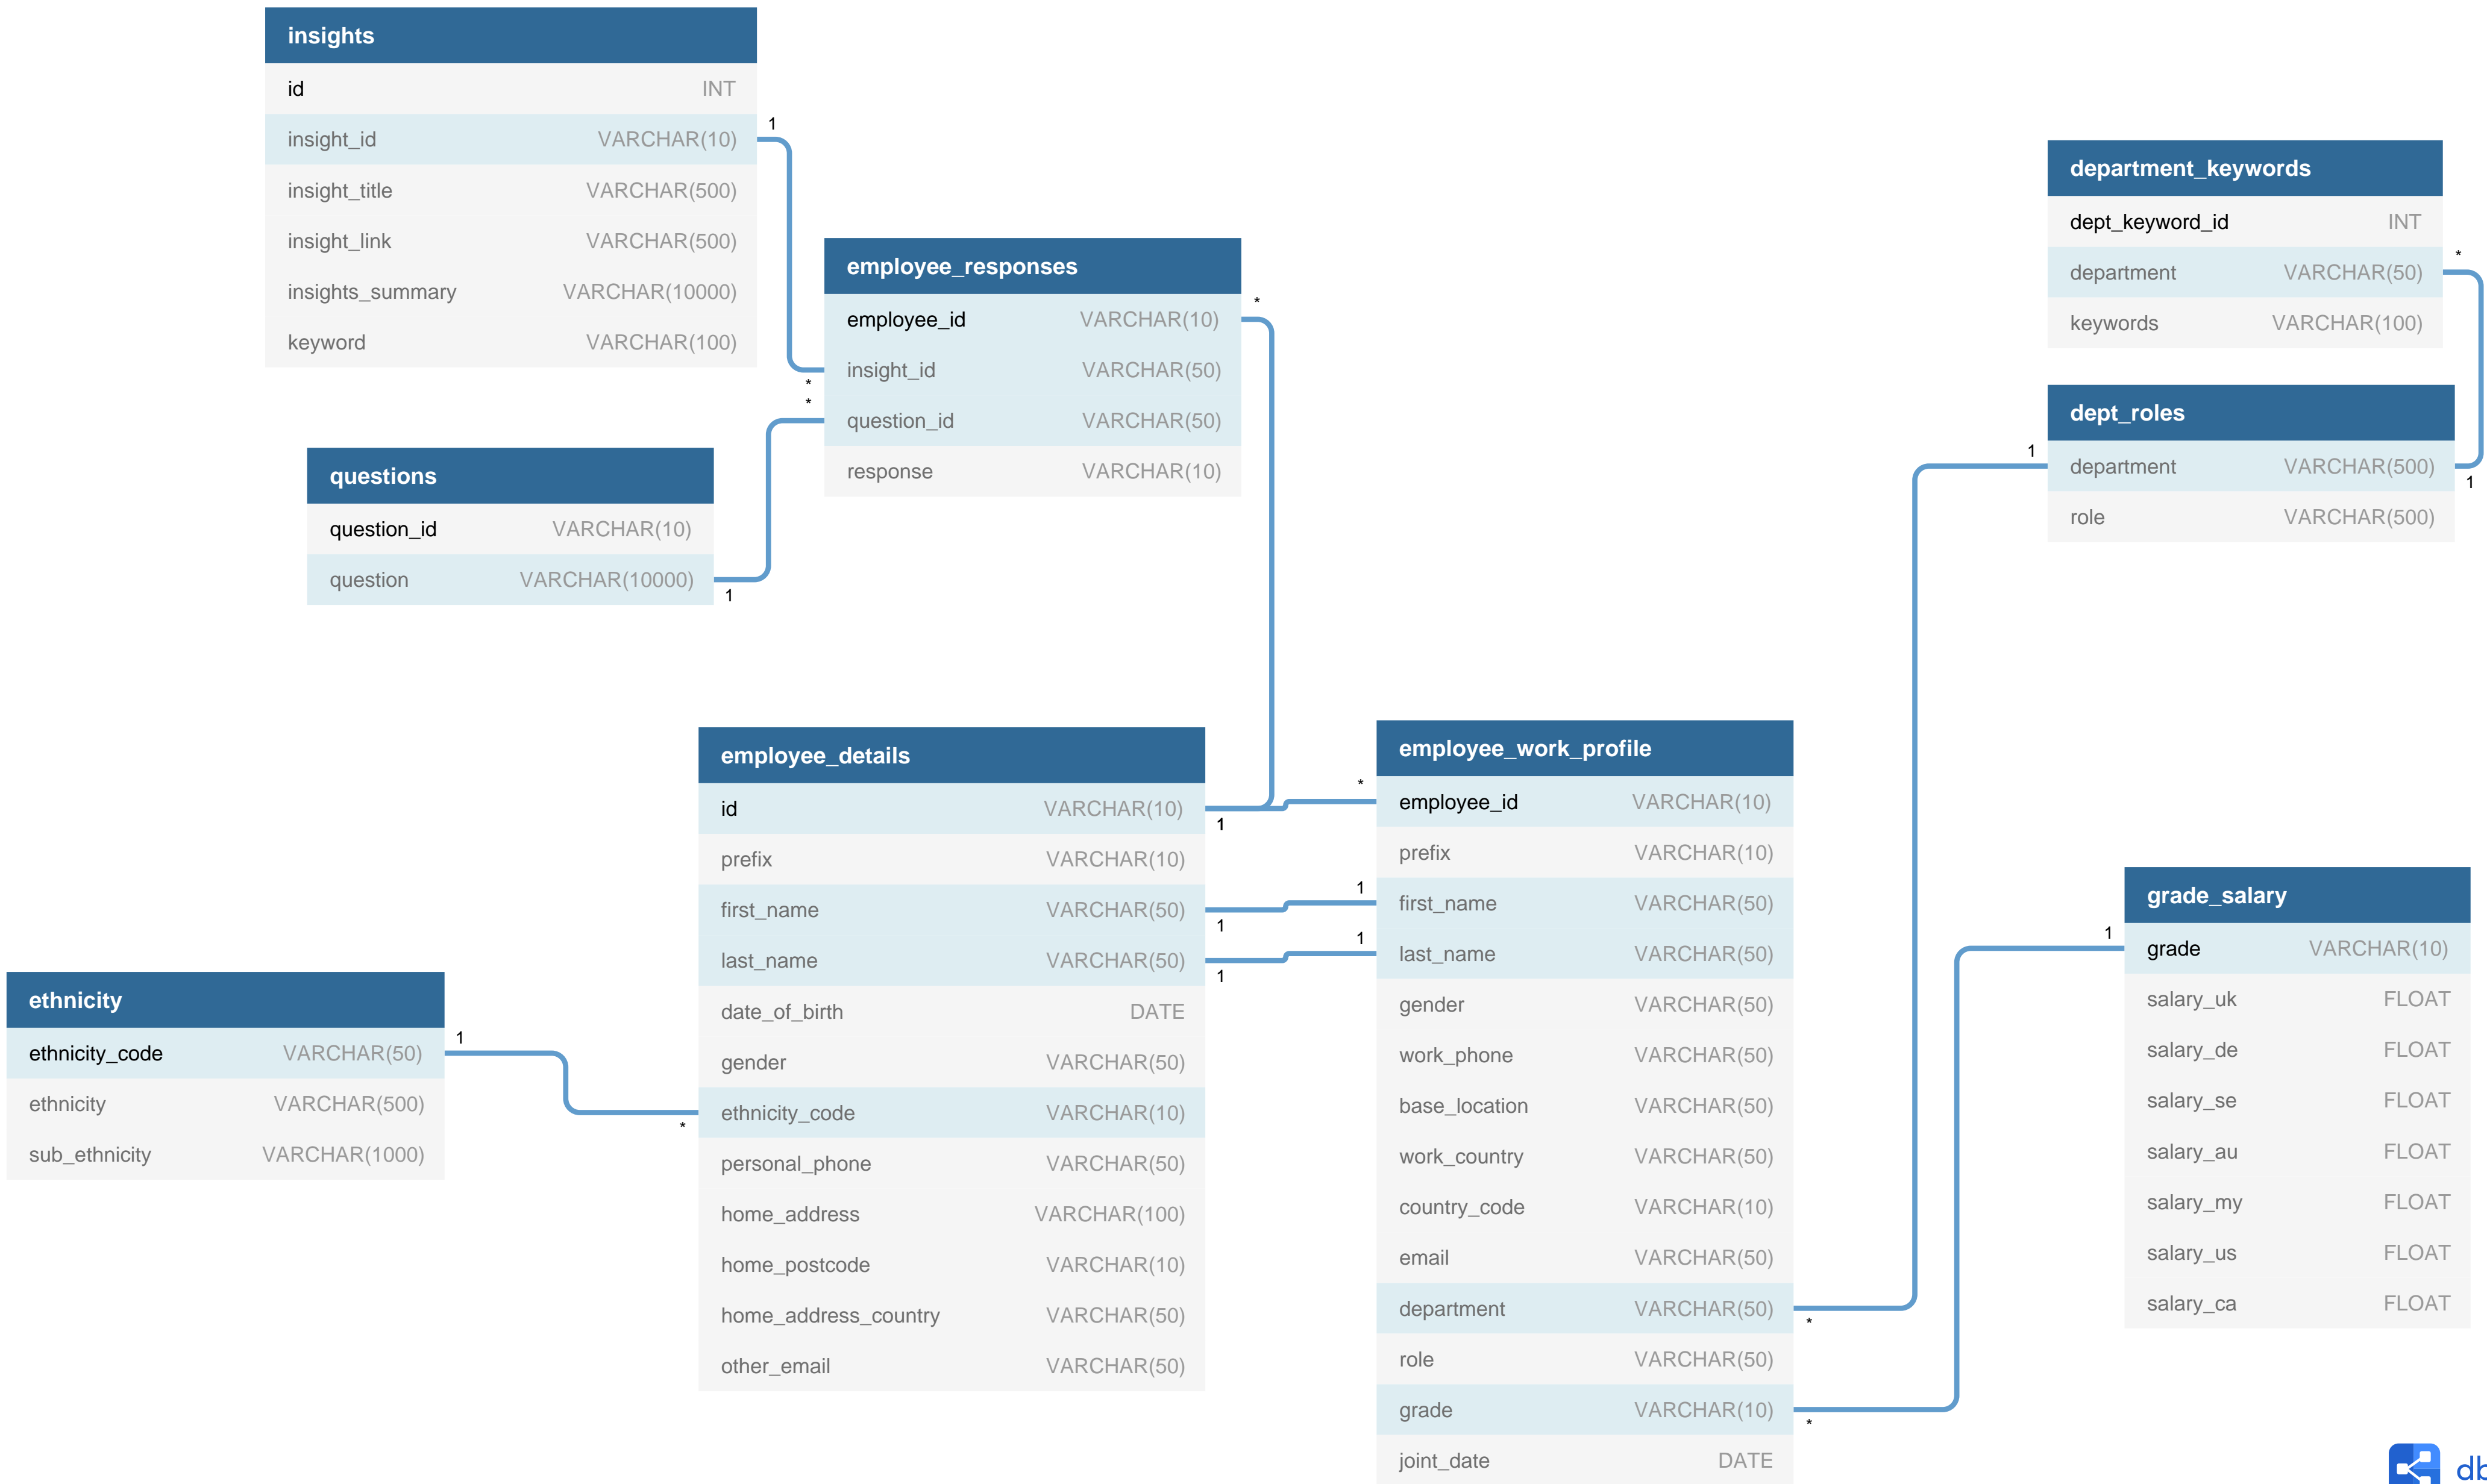 insights
id INT
insight_id VARCHAR(10)
insight_title VARCHAR(500)
insight_link VARCHAR(500)
insights_summary VARCHAR(10000)
keyword VARCHAR(100)
1
*
employee_responses
employee_id VARCHAR(10)
insight_id VARCHAR(50)
question_id VARCHAR(50)
response VARCHAR(10)
*
*
questions
question_id VARCHAR(10)
question VARCHAR(10000)
1
department_keywords
dept_keyword_id INT
department VARCHAR(50)
keywords VARCHAR(100)
*
dept_roles
department VARCHAR(500)
role VARCHAR(500)
1
1
employee_details
id VARCHAR(10)
prefix VARCHAR(10)
first_name VARCHAR(50)
last_name VARCHAR(50)
date_of_birth DATE
gender VARCHAR(50)
ethnicity_code VARCHAR(10)
personal_phone VARCHAR(50)
home_address VARCHAR(100)
home_postcode VARCHAR(10)
home_address_country VARCHAR(50)
other_email VARCHAR(50)
1
1
1
*
employee_work_profile
employee_id VARCHAR(10)
prefix VARCHAR(10)
first_name VARCHAR(50)
last_name VARCHAR(50)
gender VARCHAR(50)
work_phone VARCHAR(50)
base_location VARCHAR(50)
work_country VARCHAR(50)
country_code VARCHAR(10)
email VARCHAR(50)
department VARCHAR(50)
role VARCHAR(50)
grade VARCHAR(10)
joint_date DATE
*
1
1
*
*
ethnicity
ethnicity_code VARCHAR(50)
ethnicity VARCHAR(500)
sub_ethnicity VARCHAR(1000)
1
grade_salary
grade VARCHAR(10)
salary_uk FLOAT
salary_de FLOAT
salary_se FLOAT
salary_au FLOAT
salary_my FLOAT
salary_us FLOAT
salary_ca FLOAT
1